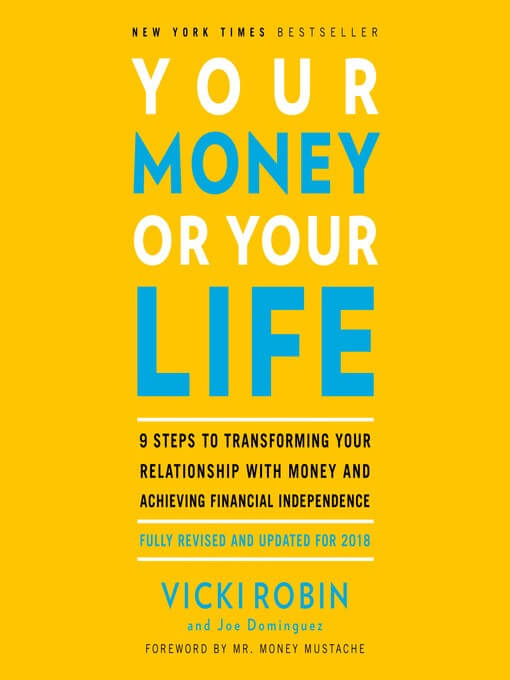 NEW YORK TIMES BESTSELLER
YOUR
MONEY
OR YOUR
LIFE
9 STEPS TO TRANSFORMING YOUR
RELATIONSHIP WITH MONEY AND
ACHIEVING FINANCIAL INDEPENDENCE
FULLY REVISED AND UPDATED FOR 2018
VICKI ROBIN
and Joe Dominguez
FOREWORD BY MR. MONEY MUSTACHE